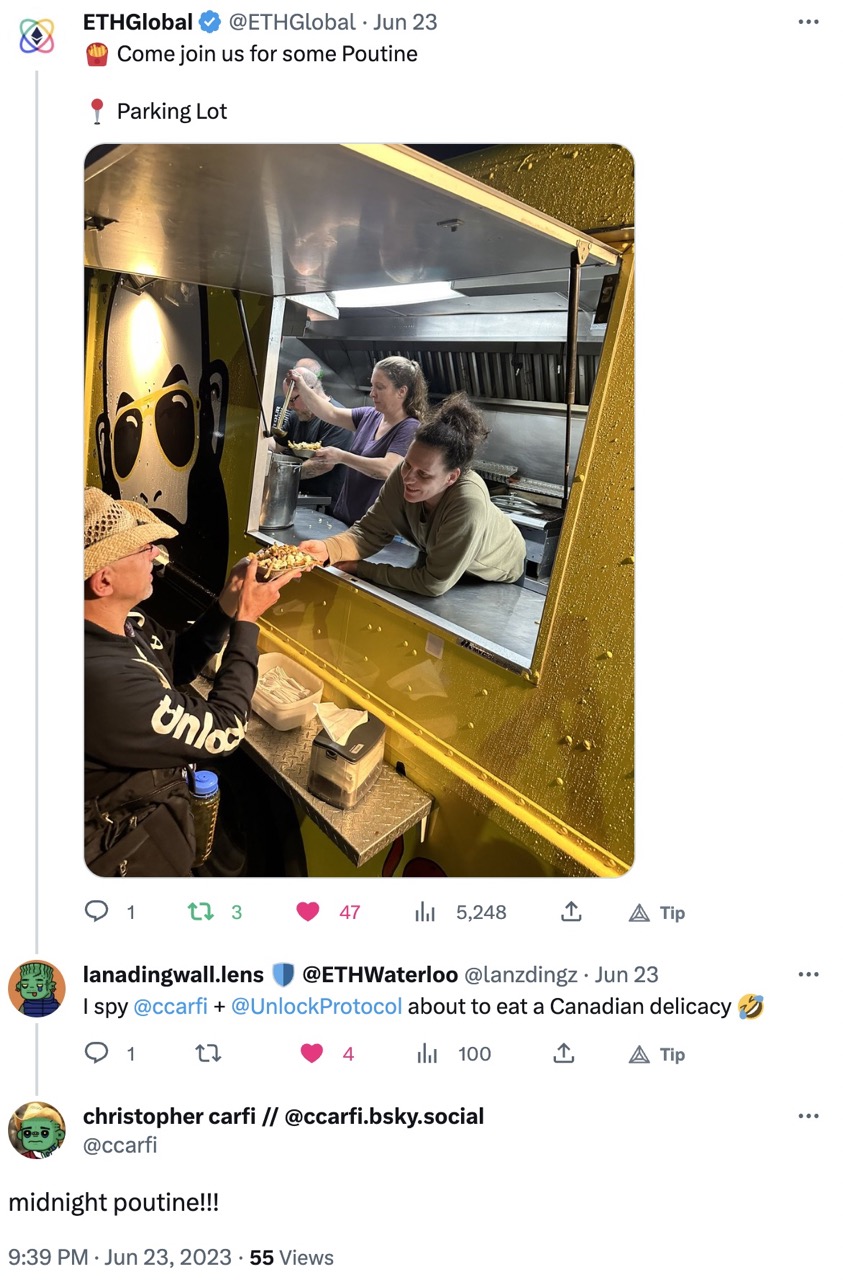 ETHGlobal @ETHGlobal · Jun 23
🍟 Come join us for some Poutine
📍 Parking Lot
Unlock
1 3 47 5,248 Tip
lanadingwall.lens 🛡️ @ETHWaterloo @lanzdingz · Jun 23
I spy @ccarfi + @UnlockProtocol about to eat a Canadian delicacy 🤣
1 4 100 Tip
christopher carfi // @ccarfi.bsky.social
@ccarfi
midnight poutine!!!
9:39 PM · Jun 23, 2023 · 55 Views